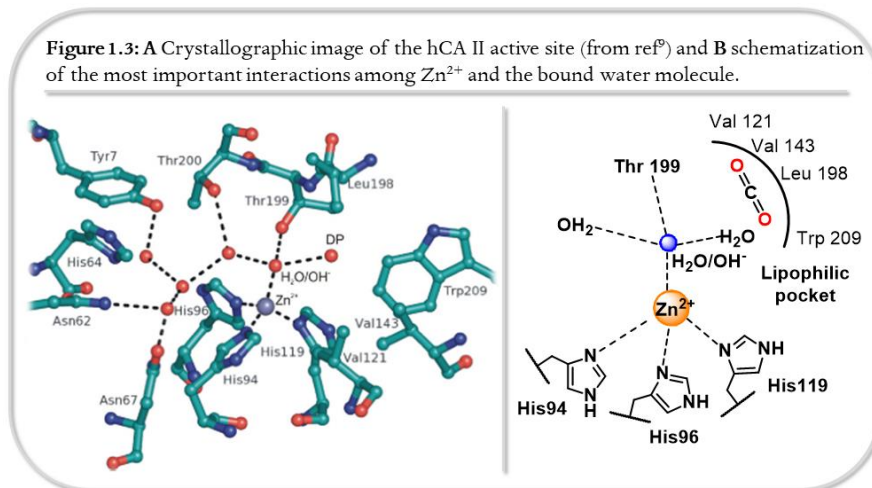 Figure 1.3: A Crystallographic image of the hCA II active site (from ref⁹) and B schematization
of the most important interactions among Zn²⁺ and the bound water molecule.
Tyr7
Thr200
Thr199
Leu198
DP
His64
H₂O/OH⁻
Trp209
Asn62
His96
Zn²⁺
Val143
His119
Val121
His94
Asn67
Val 121
Val 143
Thr 199
Leu 198
O
C
O
OH₂
H₂O
Trp 209
H₂O/OH⁻
Lipophilic
pocket
Zn²⁺
N
N
N
NH
N
H
NH
His94
His119
His96